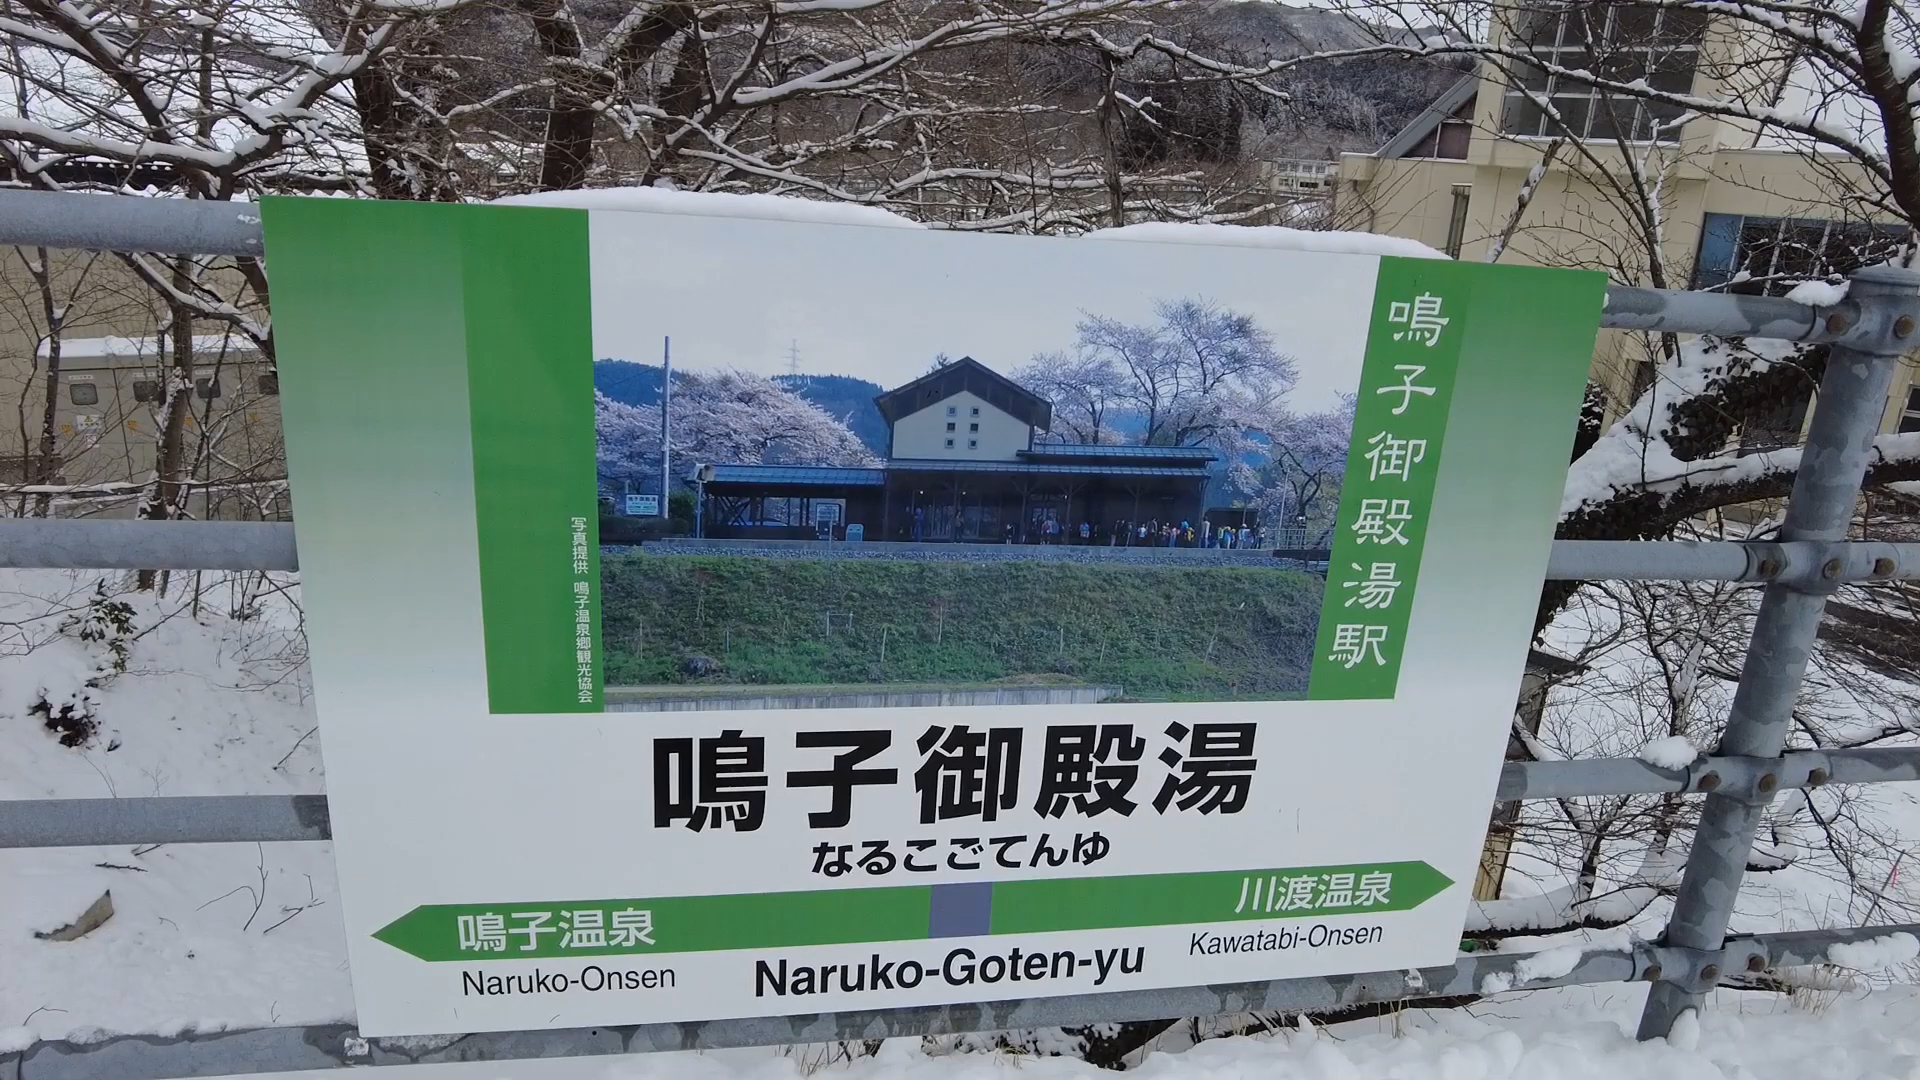 鳴子御殿湯駅
写真提供 鳴子温泉郷観光協会
鳴子御殿湯
なるこごてんゆ
鳴子温泉
川渡温泉
Naruko-Onsen
Naruko-Goten-yu
Kawatabi-Onsen